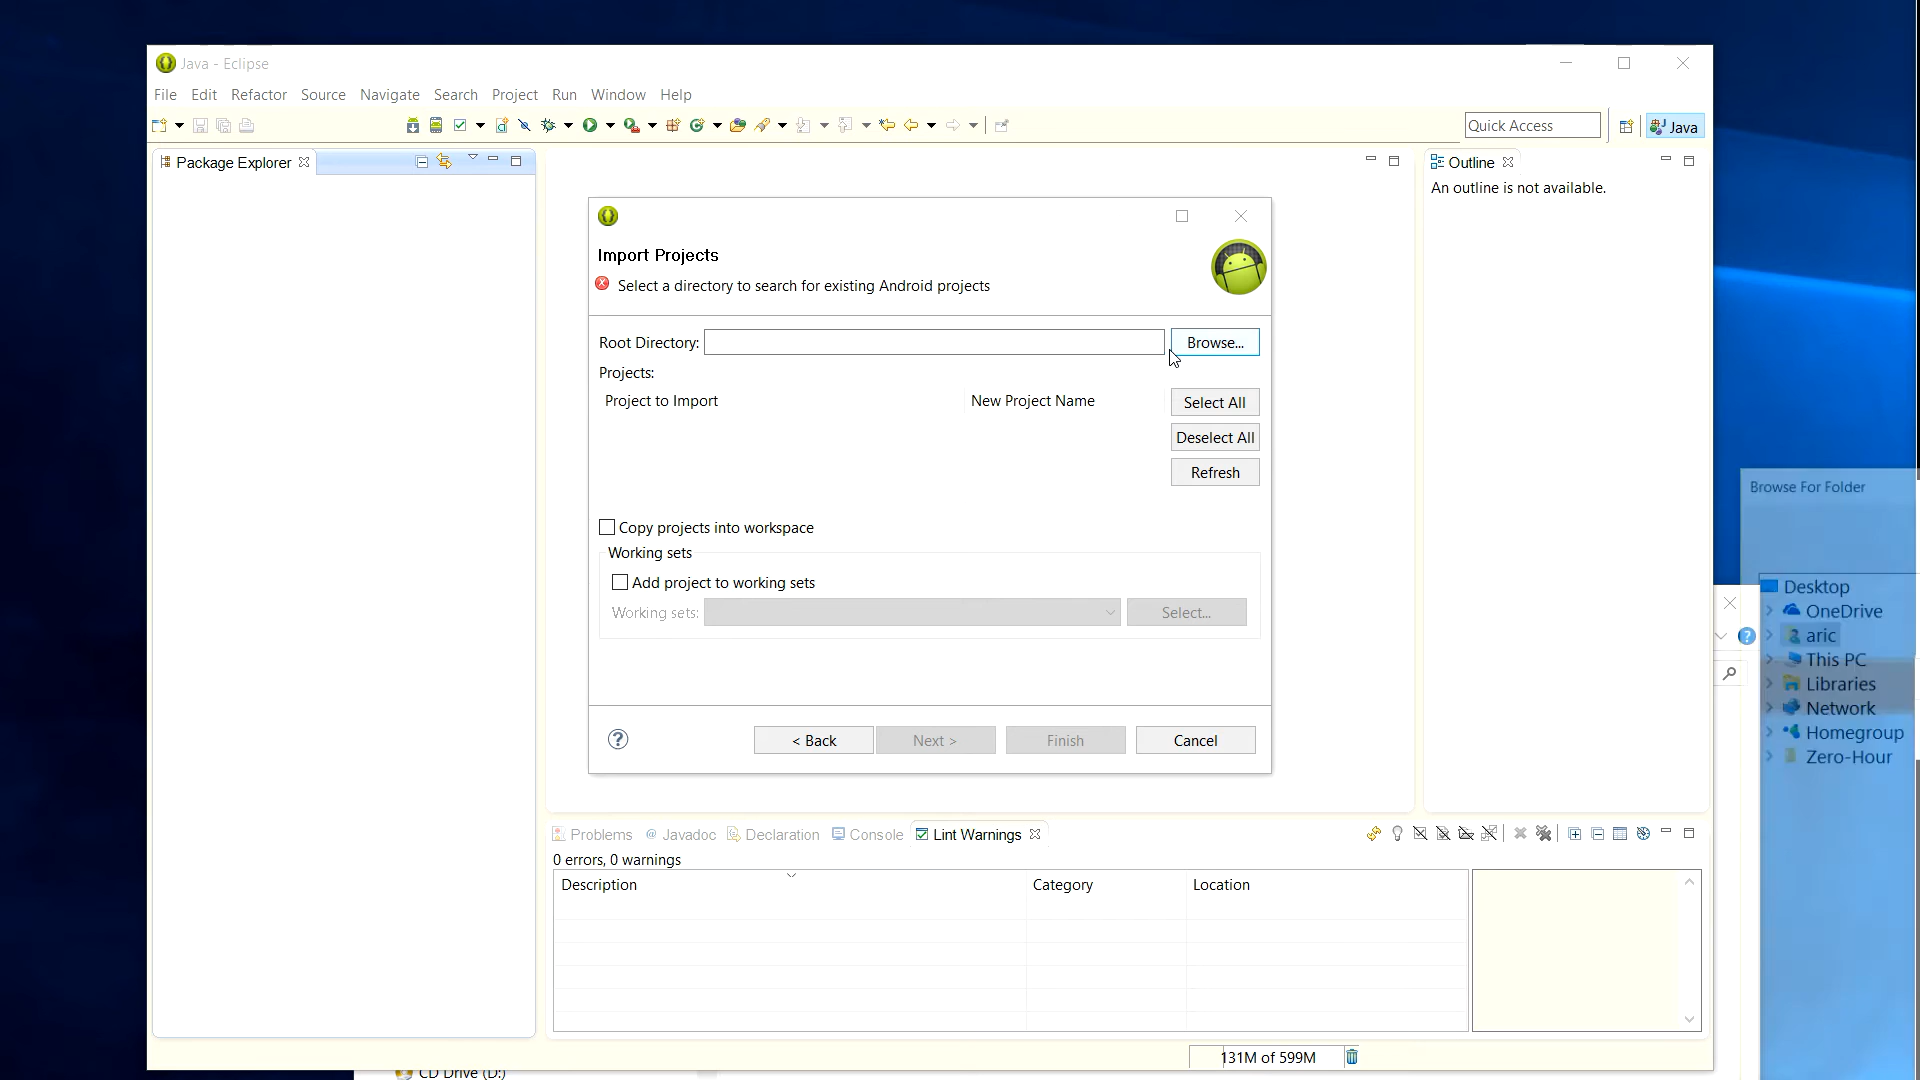 Java - Eclipse
File Edit Refactor Source Navigate Search Project Run Window Help
Quick Access
Java
Package Explorer
Outline
An outline is not available.
Import Projects
Select a directory to search for existing Android projects
Root Directory:
Browse...
Projects:
Project to Import
New Project Name
Select All
Deselect All
Refresh
Copy projects into workspace
Working sets
Add project to working sets
Working sets:
Select...
< Back
Next >
Finish
Cancel
Browse For Folder
Desktop
OneDrive
aric
This PC
Libraries
Network
Homegroup
Zero-Hour
Problems @ Javadoc Declaration Console Lint Warnings
0 errors, 0 warnings
Description Category Location
131M of 599M
CD Drive (D:)